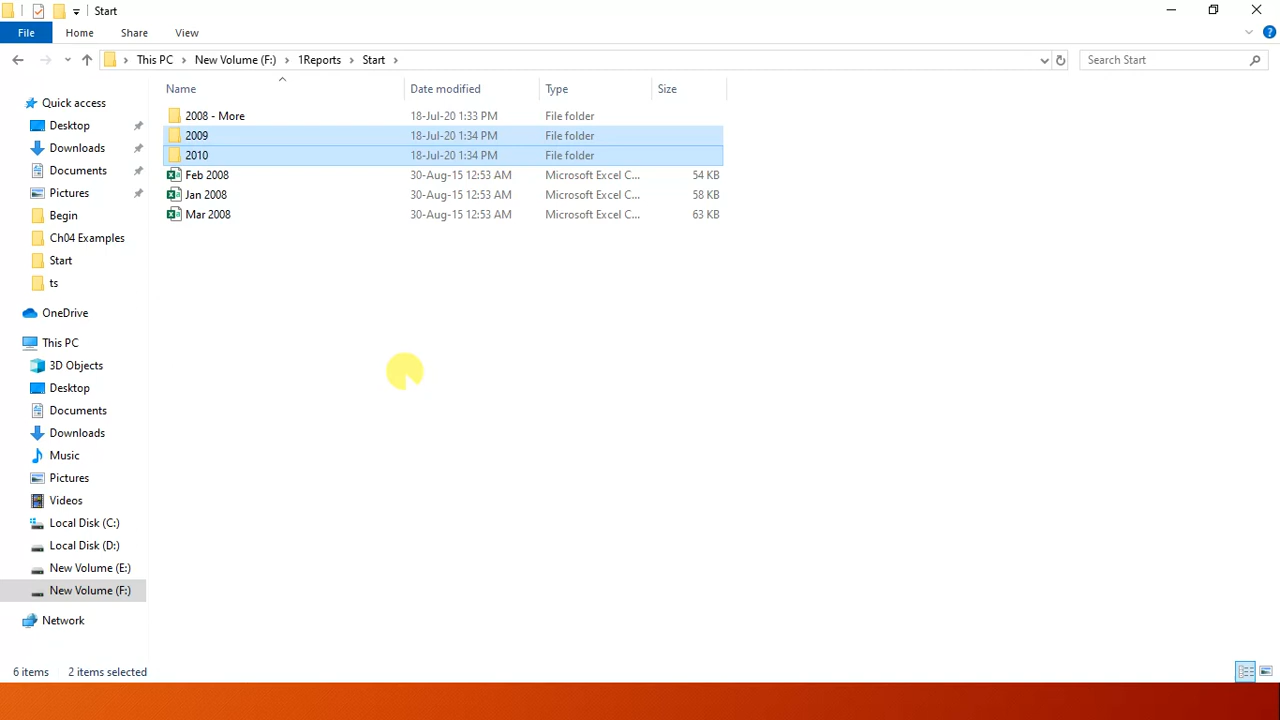 Start
File Home Share View
This PC New Volume (F:) 1Reports Start Search Start
Name Date modified Type Size
2008 - More 18-Jul-20 1:33 PM File folder
2009 18-Jul-20 1:34 PM File folder
2010 18-Jul-20 1:34 PM File folder
Feb 2008 30-Aug-15 12:53 AM Microsoft Excel C... 54 KB
Jan 2008 30-Aug-15 12:53 AM Microsoft Excel C... 58 KB
Mar 2008 30-Aug-15 12:53 AM Microsoft Excel C... 63 KB
Quick access
Desktop
Downloads
Documents
Pictures
Begin
Ch04 Examples
Start
ts
OneDrive
This PC
3D Objects
Desktop
Documents
Downloads
Music
Pictures
Videos
Local Disk (C:)
Local Disk (D:)
New Volume (E:)
New Volume (F:)
Network
6 items 2 items selected